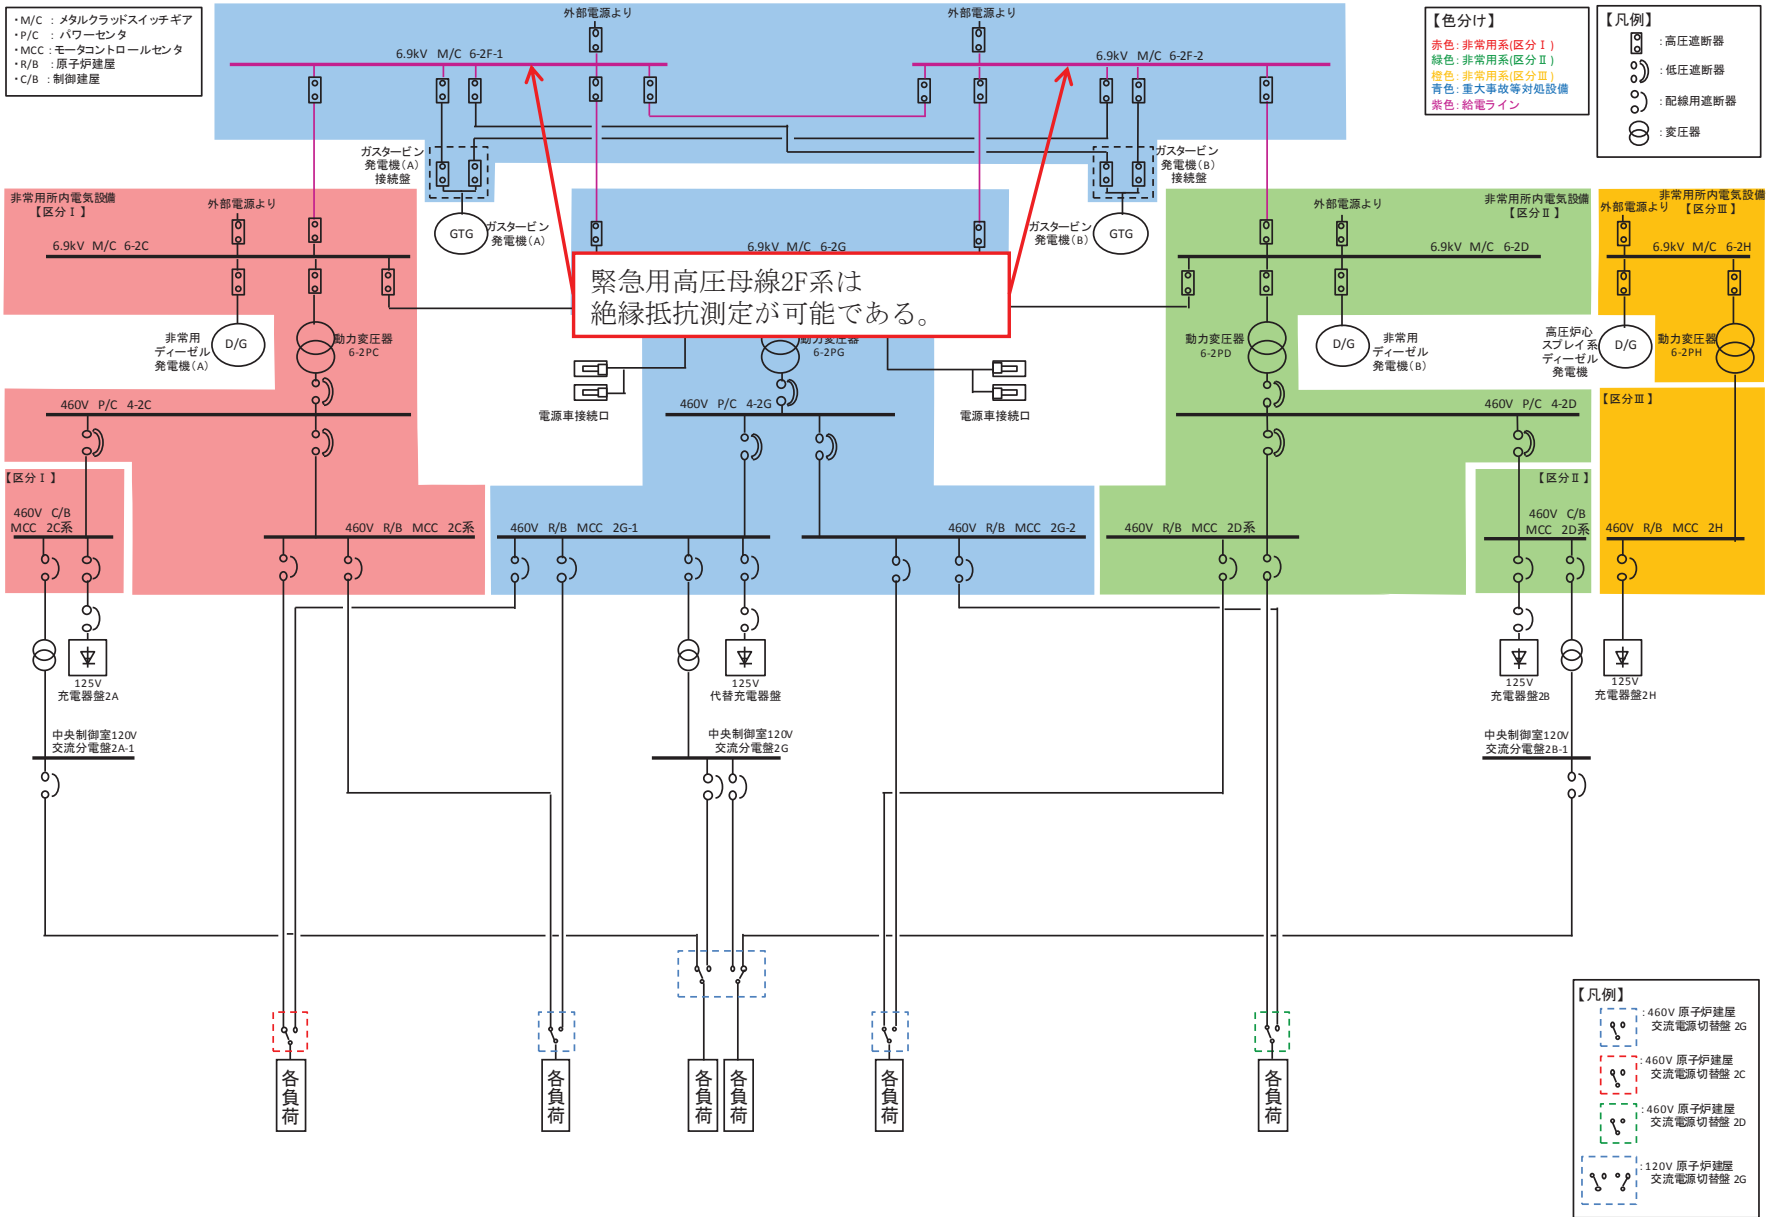 ・M/C ：メタルクラッドスイッチギア
・P/C ：パワーセンタ
・MCC：モータコントロールセンタ
・R/B ：原子炉建屋
・C/B ：制御建屋
外部電源より
外部電源より
6.9kV M/C 6-2F-1
6.9kV M/C 6-2F-2
【色分け】
赤色：非常用系(区分Ⅰ)
緑色：非常用系(区分Ⅱ)
橙色：非常用系(区分Ⅲ)
青色：重大事故等対処設備
紫色：給電ライン
【凡例】
：高圧遮断器
：低圧遮断器
：配線用遮断器
：変圧器
ガスタービン
発電機(A)
接続盤
ガスタービン
発電機(B)
接続盤
GTG
ガスタービン
発電機(A)
ガスタービン
発電機(B)
GTG
非常用所内電気設備
【区分Ⅰ】
外部電源より
6.9kV M/C 6-2C
6.9kV M/C 6-2G
非常用所内電気設備
【区分Ⅱ】
外部電源より
6.9kV M/C 6-2D
非常用所内電気設備
【区分Ⅲ】
外部電源より
6.9kV M/C 6-2H
緊急用高圧母線2F系は
絶縁抵抗測定が可能である。
非常用
ディーゼル
発電機(A)
D/G
動力変圧器
6-2PC
動力変圧器
6-2PG
動力変圧器
6-2PD
D/G
非常用
ディーゼル
発電機(B)
高圧炉心
スプレイ系
ディーゼル
発電機
D/G
動力変圧器
6-2PH
電源車接続口
電源車接続口
460V P/C 4-2C
460V P/C 4-2G
460V P/C 4-2D
【区分Ⅲ】
【区分Ⅰ】
【区分Ⅱ】
460V C/B
MCC 2C系
460V R/B MCC 2C系
460V R/B MCC 2G-1
460V R/B MCC 2G-2
460V R/B MCC 2D系
460V C/B
MCC 2D系
460V R/B MCC 2H
125V
充電器盤2A
125V
代替充電器盤
125V
充電器盤2B
125V
充電器盤2H
中央制御室120V
交流分電盤2A-1
中央制御室120V
交流分電盤2G
中央制御室120V
交流分電盤2B-1
各負荷
各負荷
各負荷
各負荷
各負荷
各負荷
【凡例】
：460V 原子炉建屋
交流電源切替盤 2G
：460V 原子炉建屋
交流電源切替盤 2C
：460V 原子炉建屋
交流電源切替盤 2D
：120V 原子炉建屋
交流電源切替盤 2G